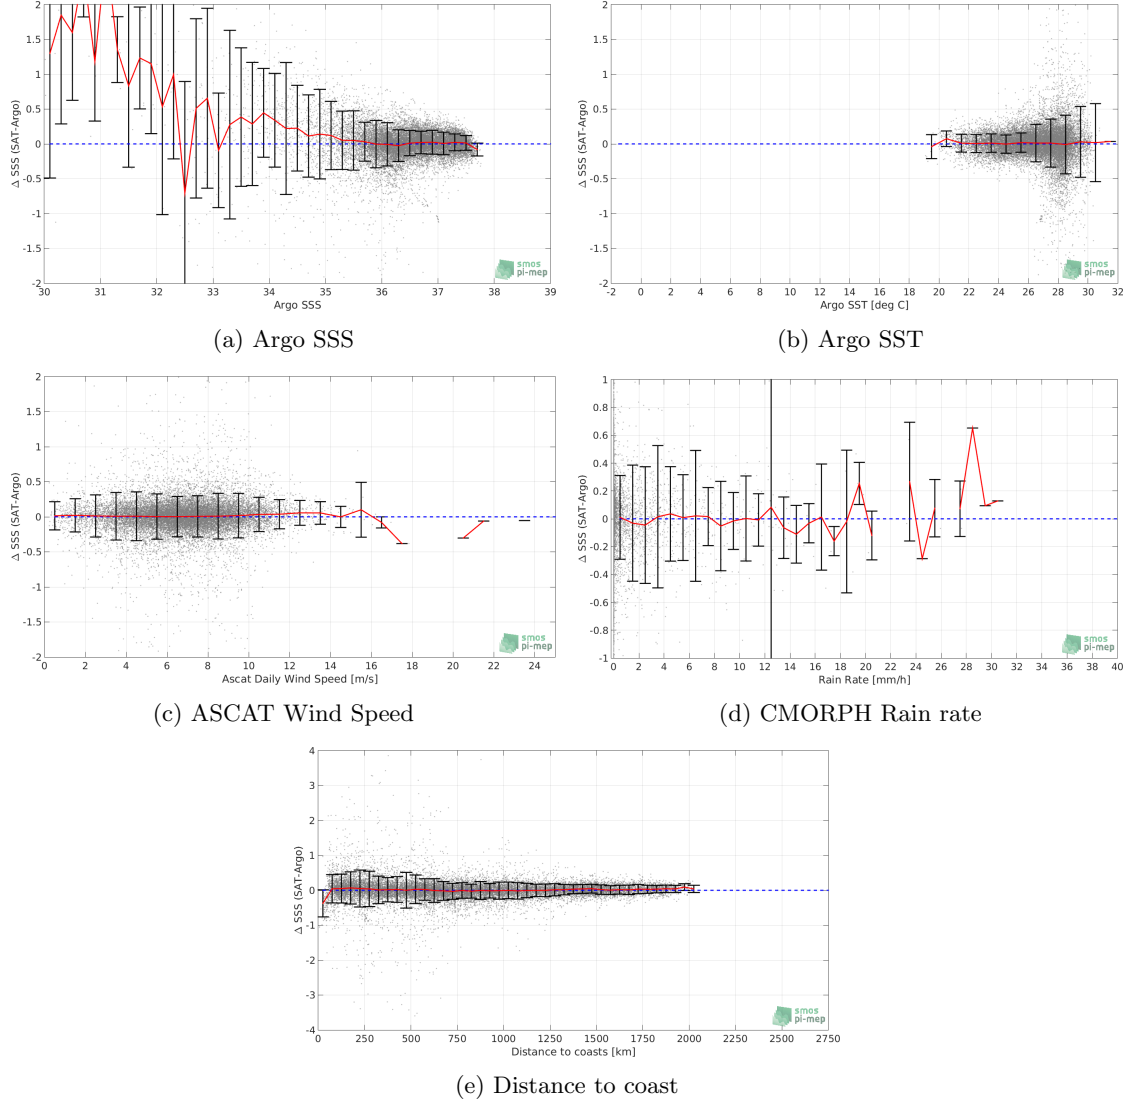 2
1.5
1
0.5
0
-0.5
-1
-1.5
-2
Δ SSS (SAT-Argo)
30 31 32 33 34 35 36 37 38 39
Argo SSS
smos
pi-mep
(a) Argo SSS
2
1.5
1
0.5
0
-0.5
-1
-1.5
-2
Δ SSS (SAT-Argo)
-2 0 2 4 6 8 10 12 14 16 18 20 22 24 26 28 30 32
Argo SST [deg C]
smos
pi-mep
(b) Argo SST
2
1.5
1
0.5
0
-0.5
-1
-1.5
-2
Δ SSS (SAT-Argo)
0 2 4 6 8 10 12 14 16 18 20 22 24
Ascat Daily Wind Speed [m/s]
smos
pi-mep
(c) ASCAT Wind Speed
1
0.8
0.6
0.4
0.2
0
-0.2
-0.4
-0.6
-0.8
-1
Δ SSS (SAT-Argo)
0 2 4 6 8 10 12 14 16 18 20 22 24 26 28 30 32 34 36 38 40
Rain Rate [mm/h]
smos
pi-mep
(d) CMORPH Rain rate
4
3
2
1
0
-1
-2
-3
-4
Δ SSS (SAT-Argo)
0 250 500 750 1000 1250 1500 1750 2000 2250 2500 2750
Distance to coasts [km]
smos
pi-mep
(e) Distance to coast